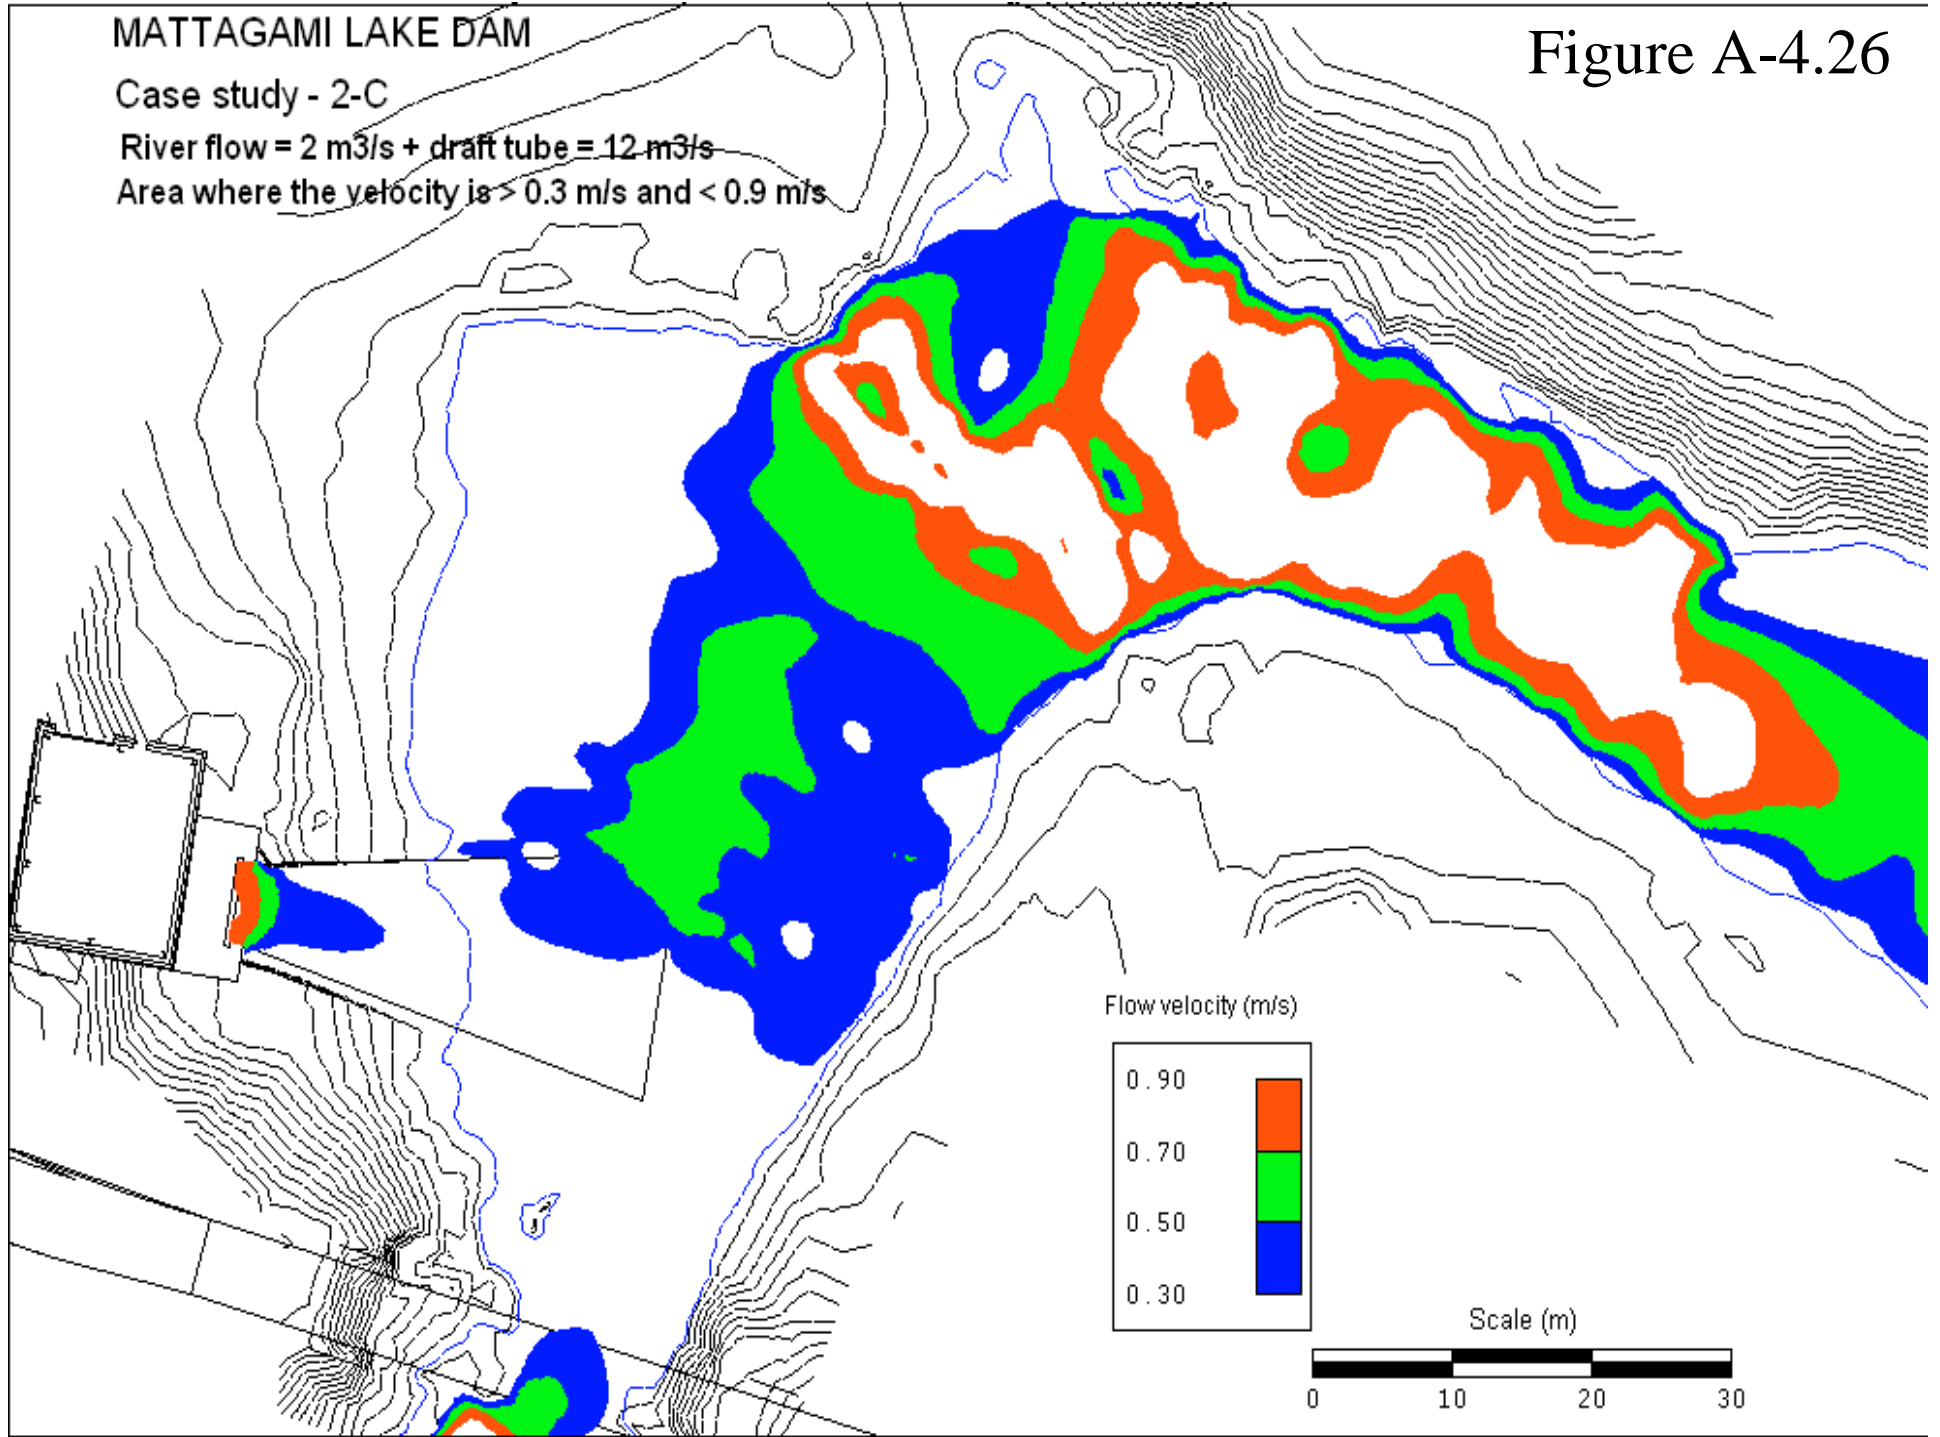 MATTAGAMI LAKE DAM
Figure A-4.26
Case study - 2-C
River flow = 2 m3/s + draft tube = 12 m3/s
Area where the velocity is > 0.3 m/s and < 0.9 m/s
Flow velocity (m/s)
0.90
0.70
0.50
0.30
Scale (m)
0 10 20 30